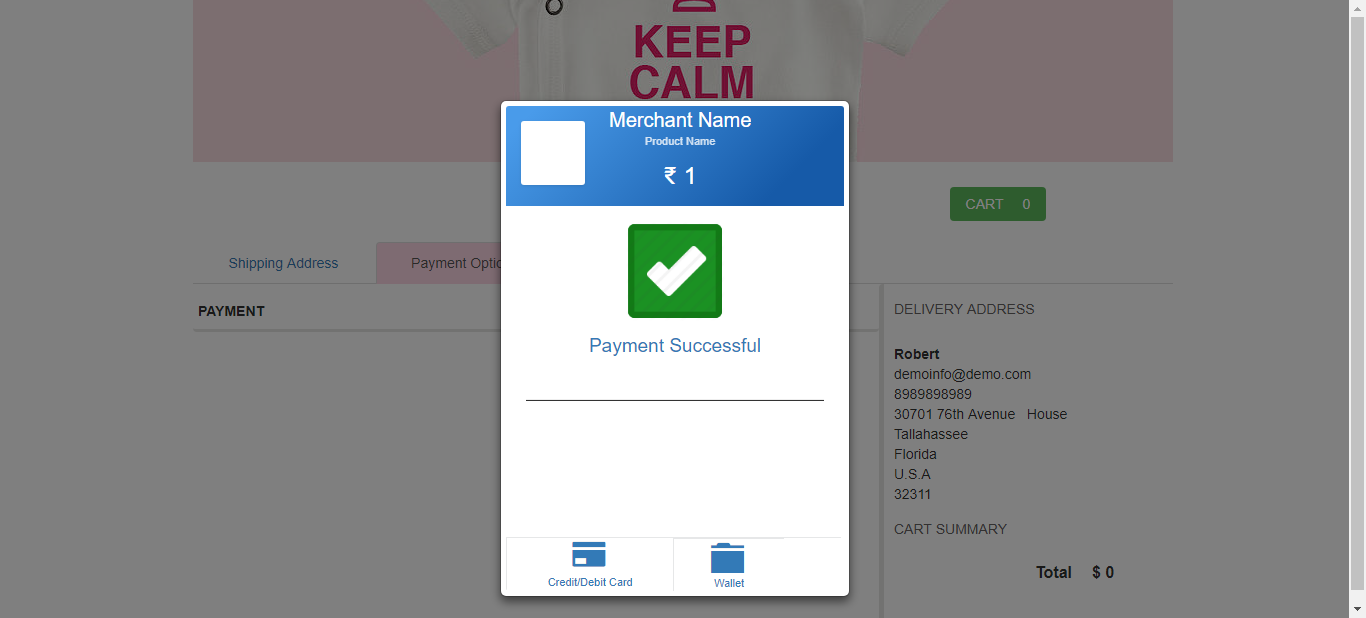 KEEP
CALM
Merchant Name
Product Name
₹ 1
CART 0
Shipping Address
Payment
Payment Successful
PAYMENT
DELIVERY ADDRESS
Robert
demoinfo@demo.com
8989898989
30701 76th Avenue House
Tallahassee
Florida
U.S.A
32311
CART SUMMARY
Total $ 0
Credit/Debit Card
Wallet